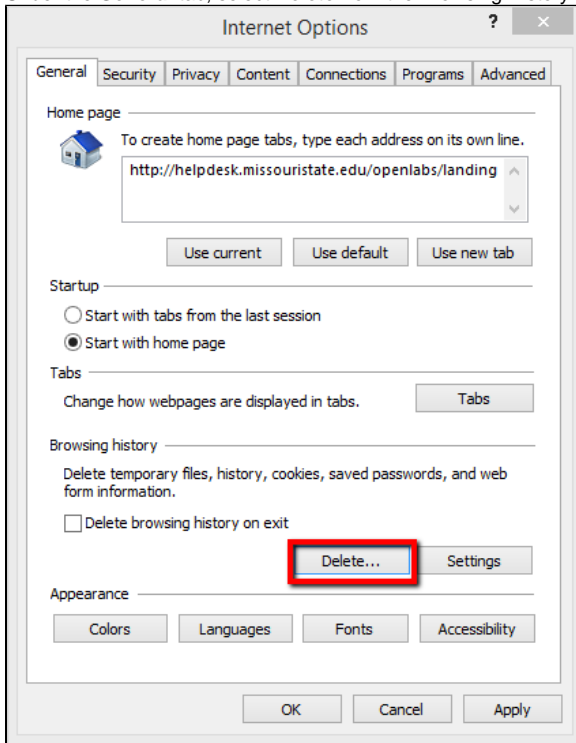 Internet Options ? ×
General Security Privacy Content Connections Programs Advanced
Home page
To create home page tabs, type each address on its own line.
http://helpdesk.missouristate.edu/openlabs/landing
Use current Use default Use new tab
Startup
Start with tabs from the last session
Start with home page
Tabs
Change how webpages are displayed in tabs. Tabs
Browsing history
Delete temporary files, history, cookies, saved passwords, and web
form information.
Delete browsing history on exit
Delete... Settings
Appearance
Colors Languages Fonts Accessibility
OK Cancel Apply